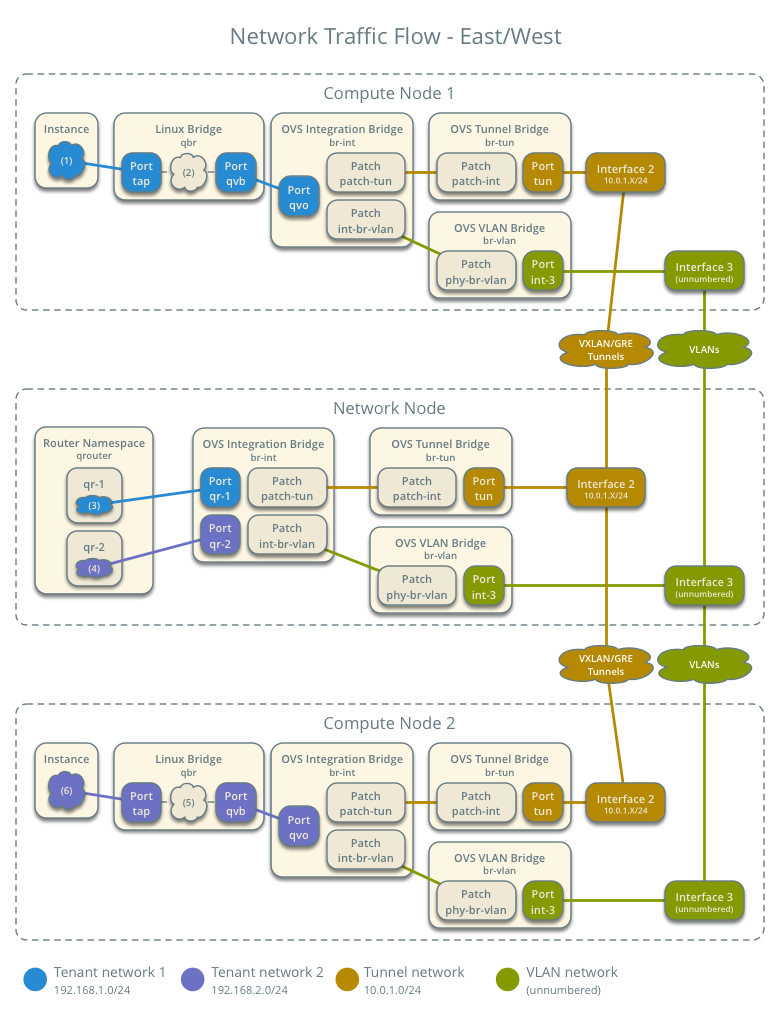 Network Traffic Flow - East/West
Compute Node 1
Instance
(1)
Linux Bridge
qbr
Port
tap
(2)
Port
qvb
OVS Integration Bridge
br-int
Port
qvo
Patch
patch-tun
Patch
int-br-vlan
OVS Tunnel Bridge
br-tun
Patch
patch-int
Port
tun
Interface 2
10.0.1.X/24
OVS VLAN Bridge
br-vlan
Patch
phy-br-vlan
Port
int-3
Interface 3
(unnumbered)
VXLAN/GRE
Tunnels
VLANs
Network Node
Router Namespace
qrouter
qr-1
(3)
qr-2
(4)
OVS Integration Bridge
br-int
Port
qr-1
Port
qr-2
Patch
patch-tun
Patch
int-br-vlan
OVS Tunnel Bridge
br-tun
Patch
patch-int
Port
tun
Interface 2
10.0.1.X/24
OVS VLAN Bridge
br-vlan
Patch
phy-br-vlan
Port
int-3
Interface 3
(unnumbered)
VXLAN/GRE
Tunnels
VLANs
Compute Node 2
Instance
(6)
Linux Bridge
qbr
Port
tap
(5)
Port
qvb
OVS Integration Bridge
br-int
Port
qvo
Patch
patch-tun
Patch
int-br-vlan
OVS Tunnel Bridge
br-tun
Patch
patch-int
Port
tun
Interface 2
10.0.1.X/24
OVS VLAN Bridge
br-vlan
Patch
phy-br-vlan
Port
int-3
Interface 3
(unnumbered)
Tenant network 1
192.168.1.0/24
Tenant network 2
192.168.2.0/24
Tunnel network
10.0.1.0/24
VLAN network
(unnumbered)